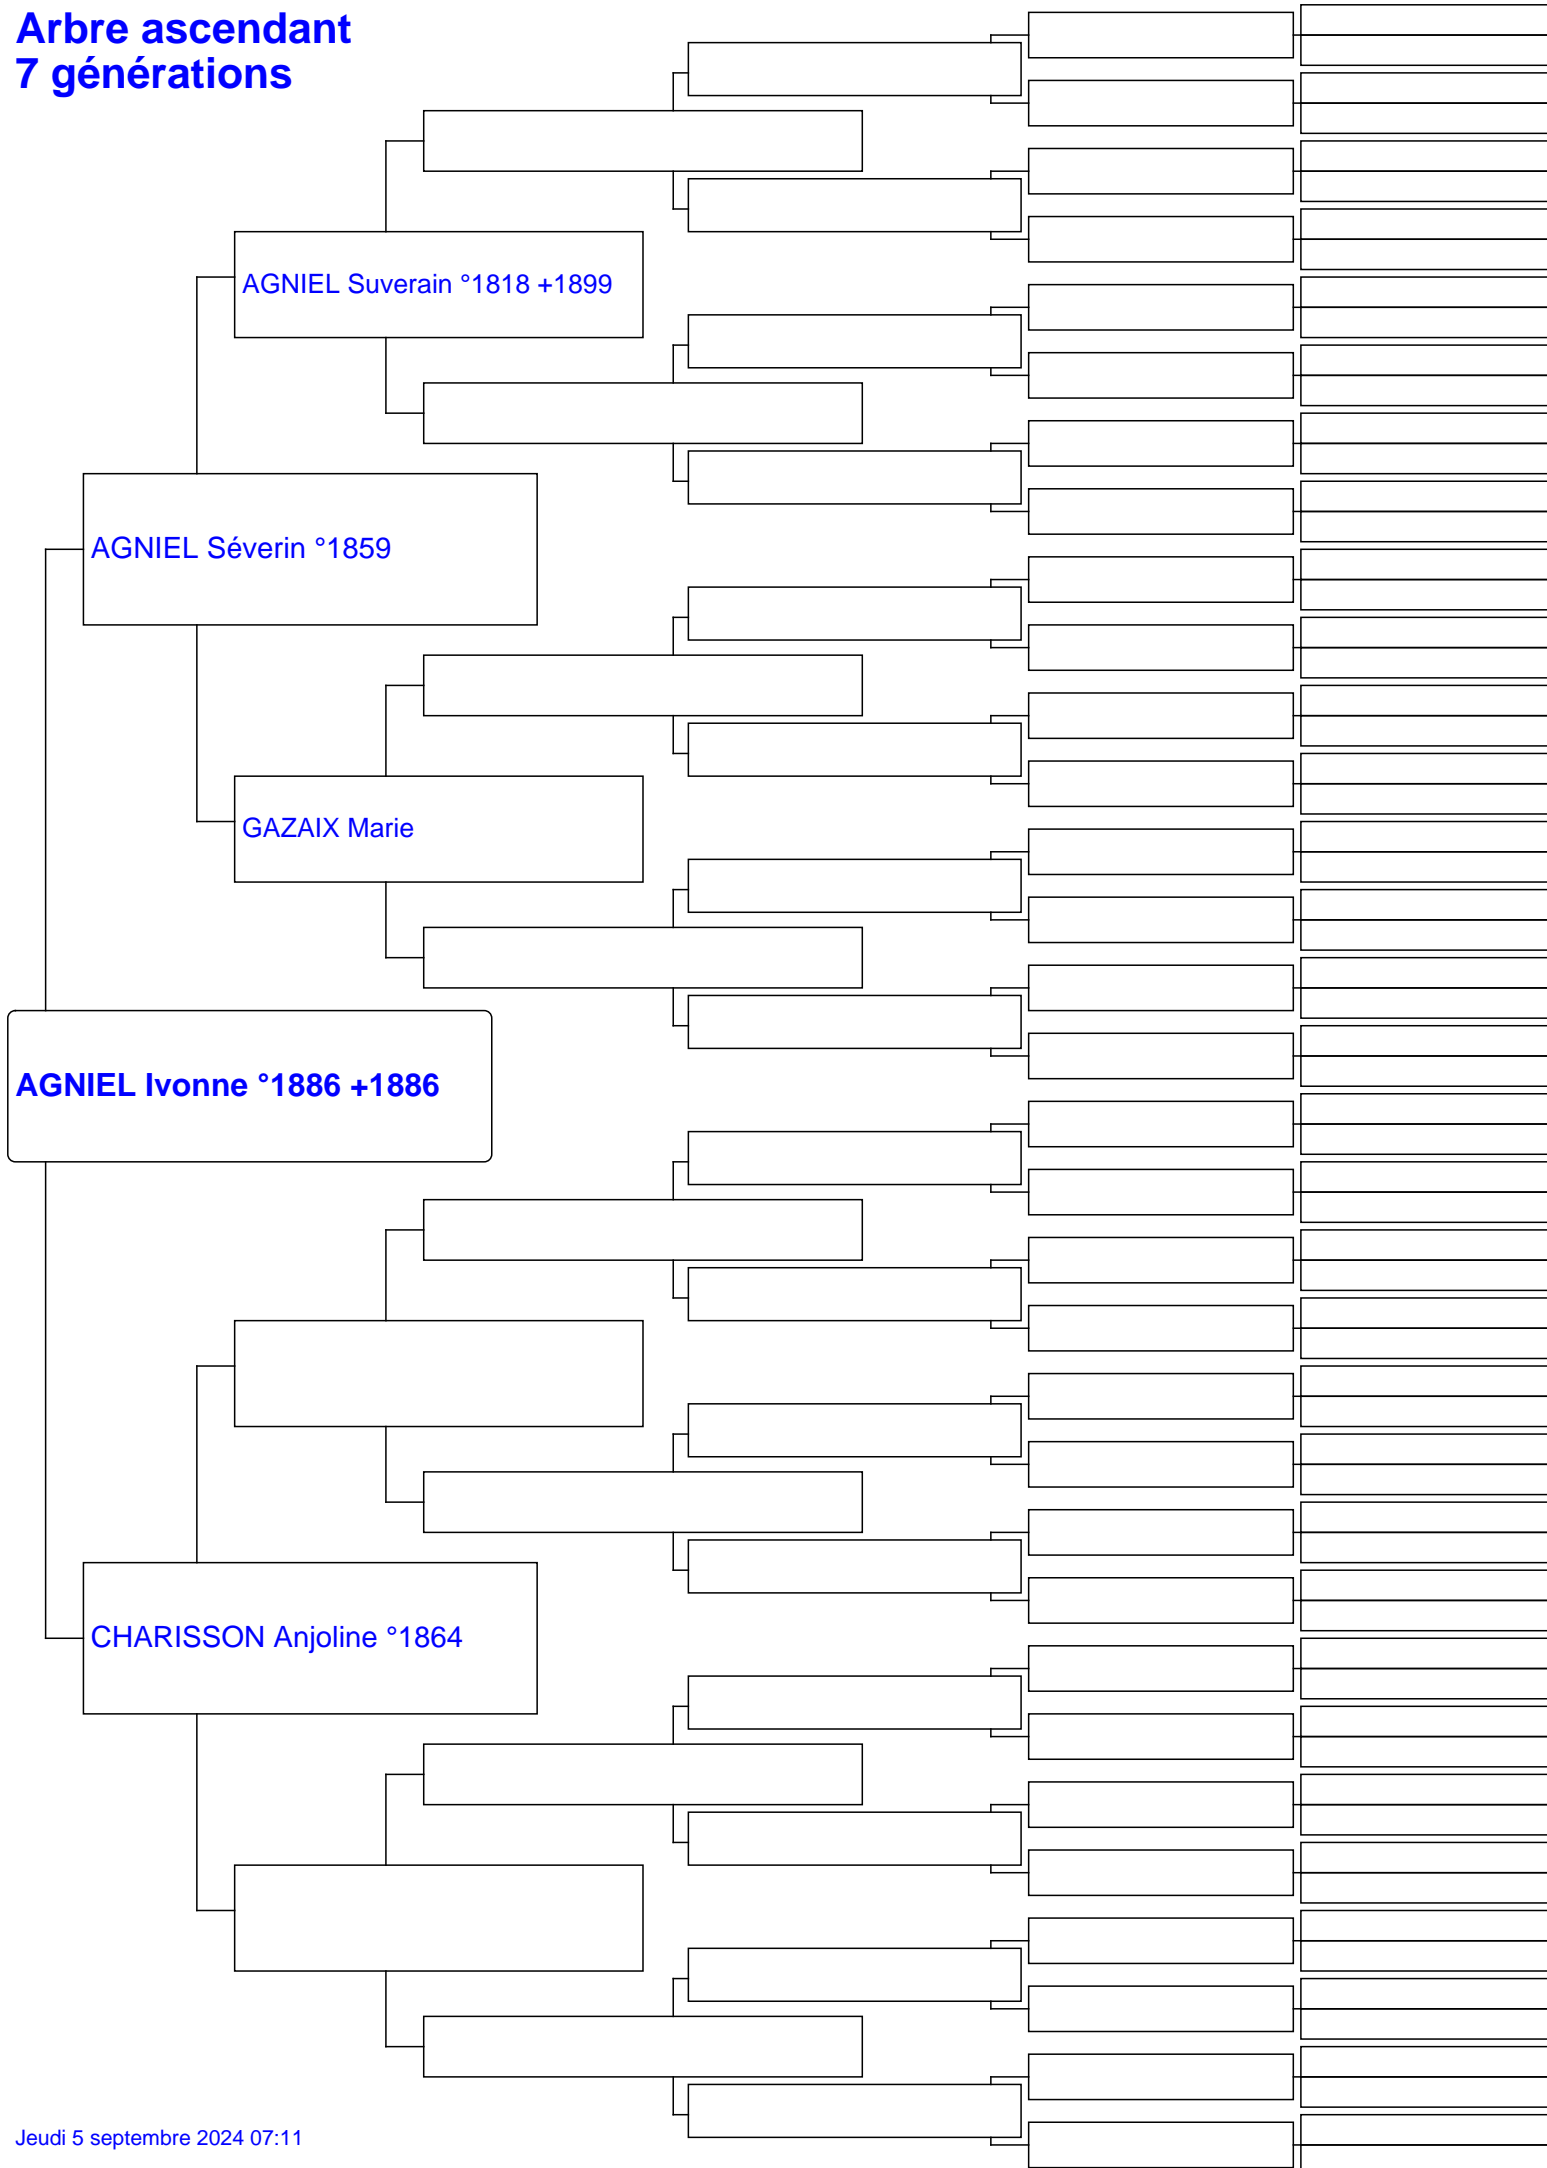 Arbre ascendant
7 générations
AGNIEL Suverain °1818 +1899
AGNIEL Séverin °1859
GAZAIX Marie
AGNIEL Ivonne °1886 +1886
CHARISSON Anjoline °1864
Jeudi 5 septembre 2024 07:11